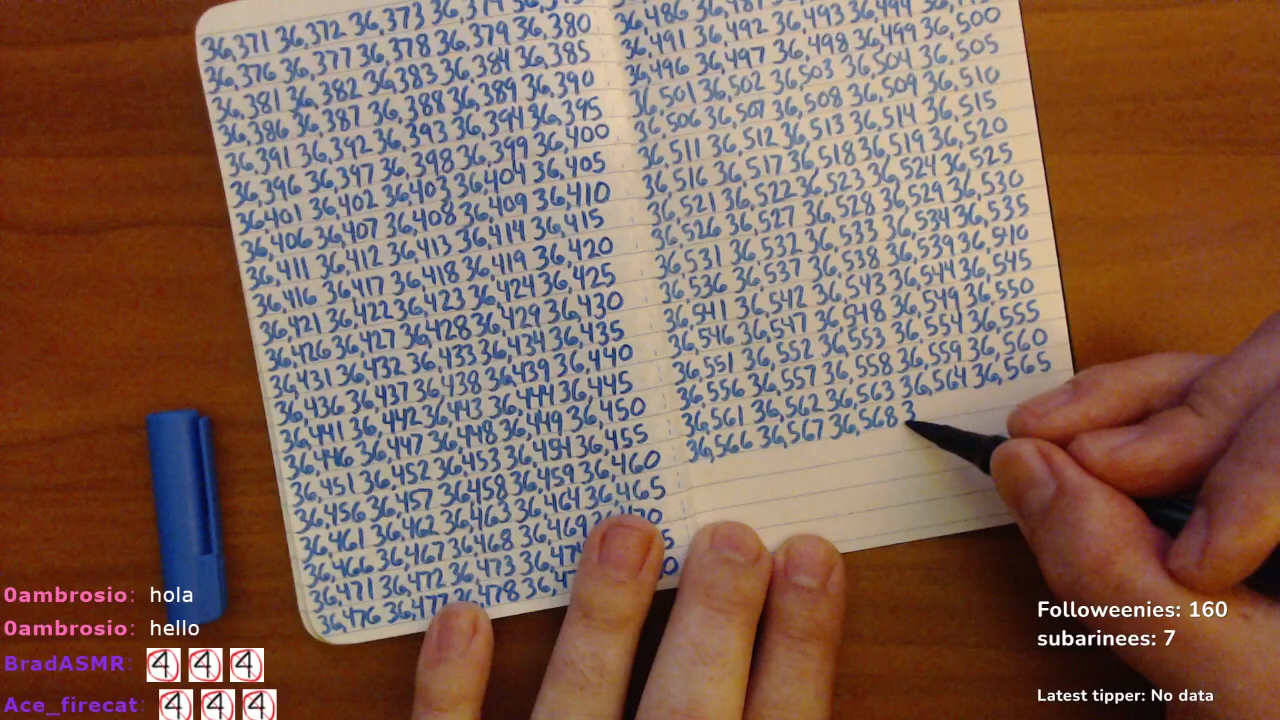 36,371 36,372 36,373 36,374
36,376 36,377 36,378 36,379 36,380
36,381 36,382 36,383 36,384 36,385
36,386 36,387 36,388 36,389 36,390
36,391 36,392 36,393 36,394 36,395
36,396 36,397 36,398 36,399 36,400
36,401 36,402 36,403 36,404 36,405
36,406 36,407 36,408 36,409 36,410
36,411 36,412 36,413 36,414 36,415
36,416 36,417 36,418 36,419 36,420
36,421 36,422 36,423 36,424 36,425
36,426 36,427 36,428 36,429 36,430
36,431 36,432 36,433 36,434 36,435
36,436 36,437 36,438 36,439 36,440
36,441 36,442 36,443 36,444 36,445
36,446 36,447 36,448 36,449 36,450
36,451 36,452 36,453 36,454 36,455
36,456 36,457 36,458 36,459 36,460
36,461 36,462 36,463 36,464 36,465
36,466 36,467 36,468 36,469
36,471 36,472 36,473
36,476 36,477 36,478
36,486 36,487
36,491 36,492 36,493 36,494
36,496 36,497 36,498 36,499 36,500
36,501 36,502 36,503 36,504 36,505
36,506 36,507 36,508 36,509 36,510
36,511 36,512 36,513 36,514 36,515
36,516 36,517 36,518 36,519 36,520
36,521 36,522 36,523 36,524 36,525
36,526 36,527 36,528 36,529 36,530
36,531 36,532 36,533 36,534 36,535
36,536 36,537 36,538 36,539 36,540
36,541 36,542 36,543 36,544 36,545
36,546 36,547 36,548 36,549 36,550
36,551 36,552 36,553 36,554 36,555
36,556 36,557 36,558 36,559 36,560
36,561 36,562 36,563 36,564 36,565
36,566 36,567 36,568 3
0ambrosio: hola
0ambrosio: hello
BradASMR: 4 4 4
Ace_firecat: 4 4 4
Followeenies: 160
subarinees: 7
Latest tipper: No data